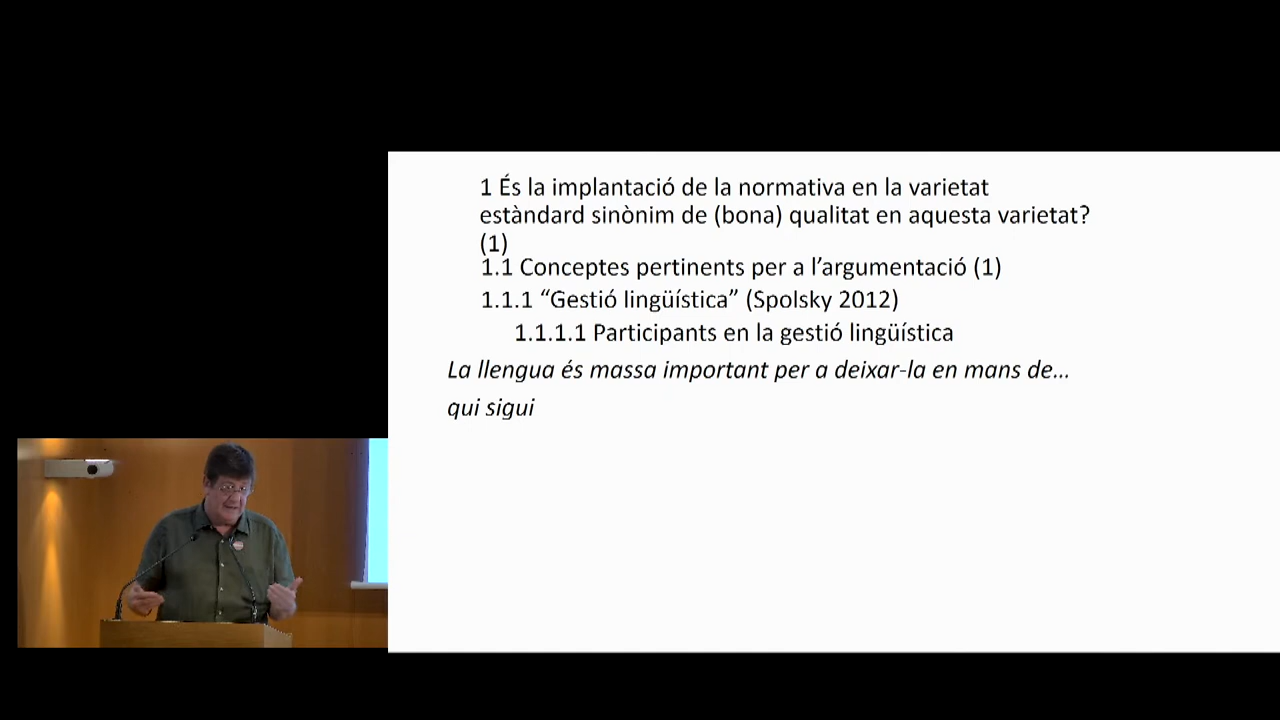 1 És la implantació de la normativa en la varietat
estàndard sinònim de (bona) qualitat en aquesta varietat?
(1)
1.1 Conceptes pertinents per a l’argumentació (1)
1.1.1 “Gestió lingüística” (Spolsky 2012)
1.1.1.1 Participants en la gestió lingüística
La llengua és massa important per a deixar-la en mans de…
qui sigui